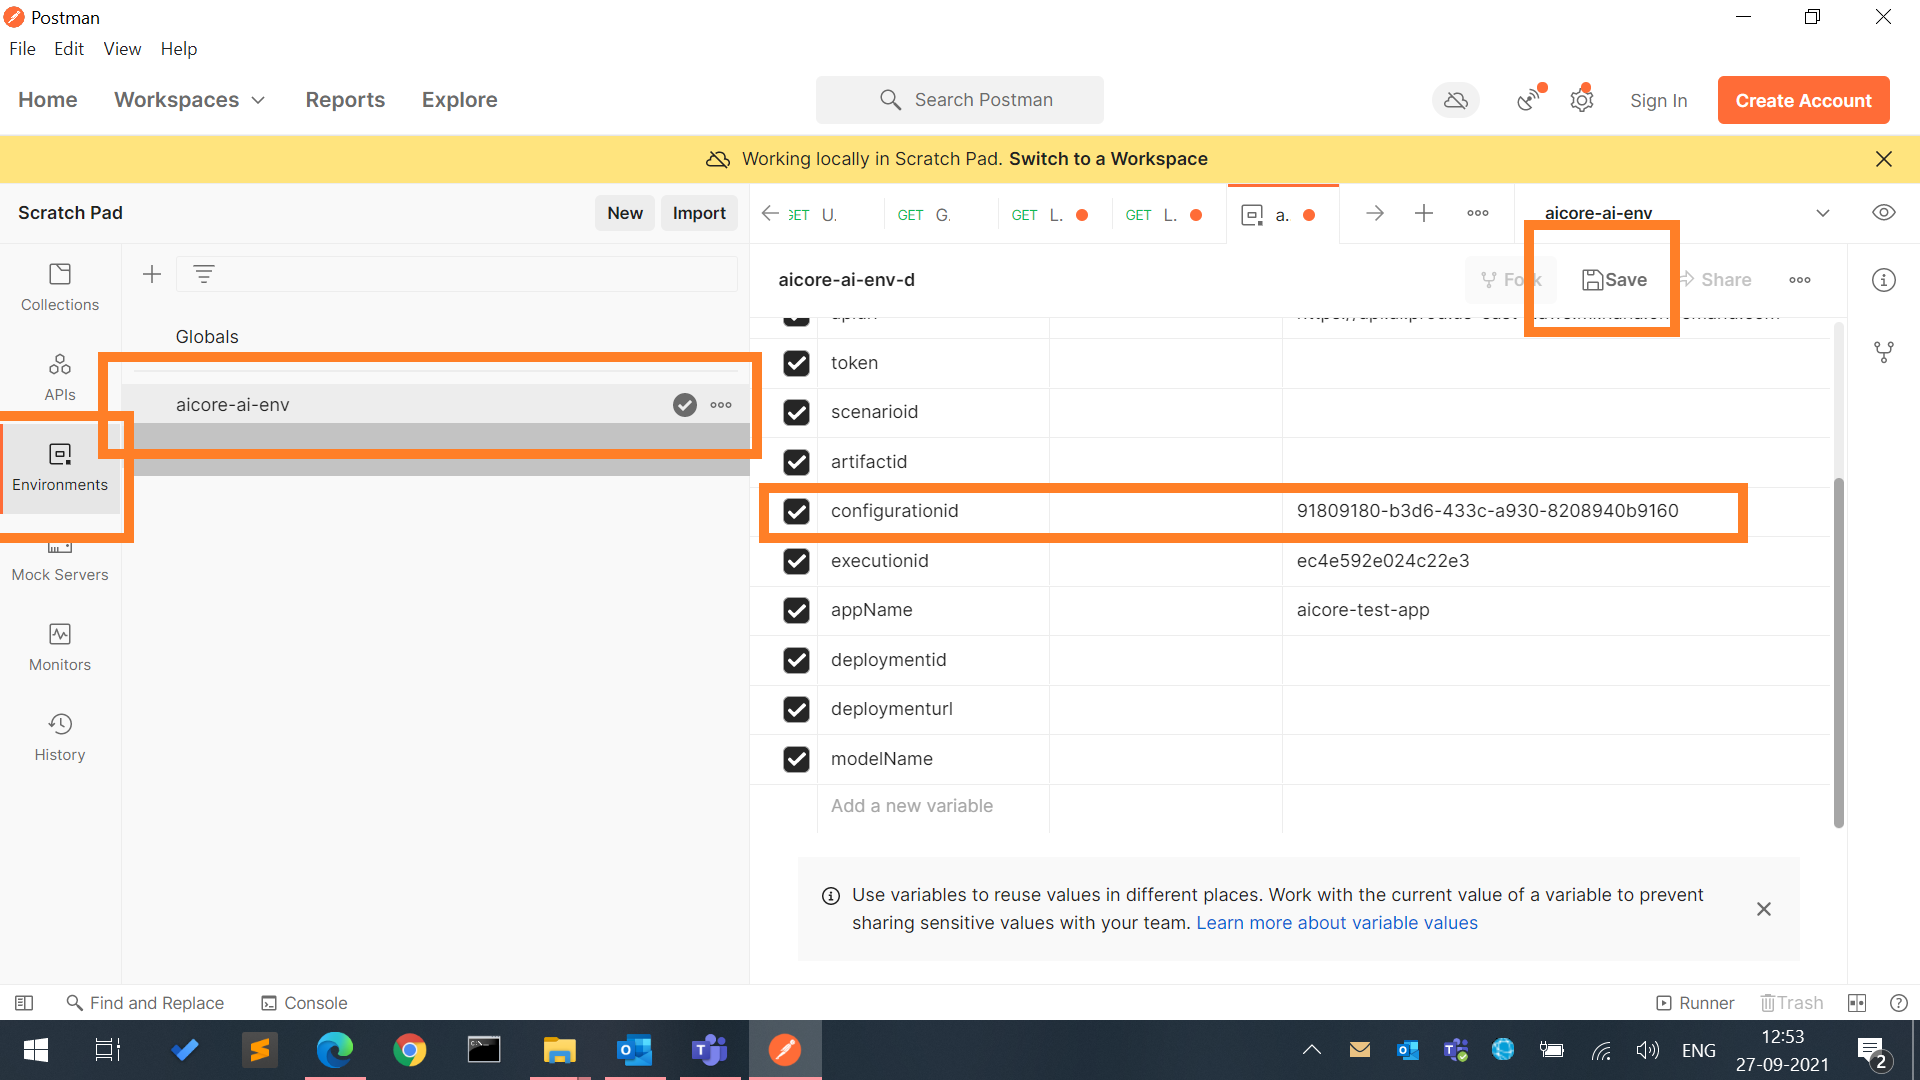 Postman
File Edit View Help
Home Workspaces Reports Explore
Search Postman
Sign In
Create Account
Working locally in Scratch Pad. Switch to a Workspace
Scratch Pad
New Import
GET U.
GET G.
GET L.
GET L.
a.
aicore-ai-env
Collections
APIs
Environments
Mock Servers
Monitors
History
Globals
aicore-ai-env
aicore-ai-env-d
Fork
Save
Share
token
scenarioid
artifactid
configurationid 91809180-b3d6-433c-a930-8208940b9160
executionid ec4e592e024c22e3
appName aicore-test-app
deploymentid
deploymenturl
modelName
Add a new variable
Use variables to reuse values in different places. Work with the current value of a variable to prevent
sharing sensitive values with your team. Learn more about variable values
Find and Replace Console
Runner Trash
ENG
12:53
27-09-2021
2